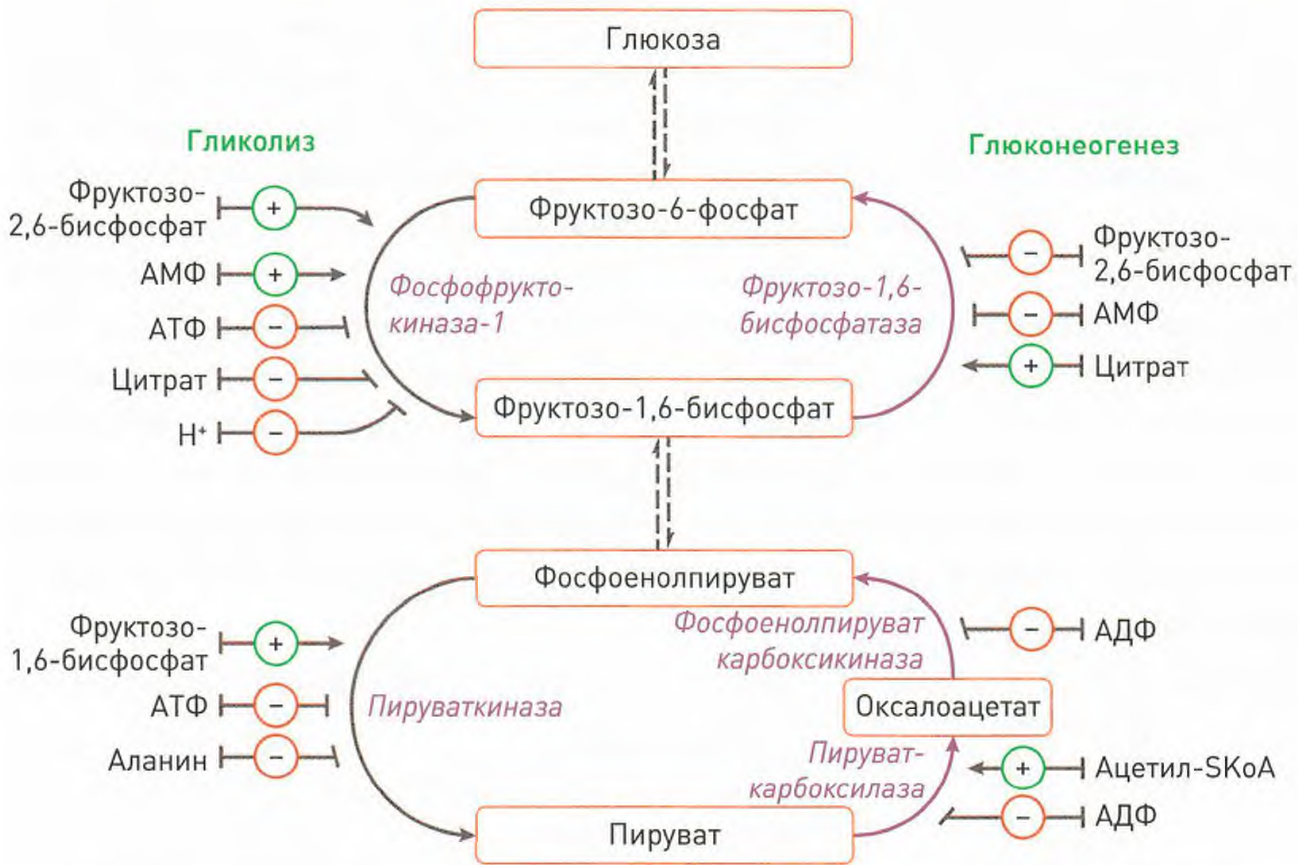 Глюкоза
Гликолиз
Глюконеогенез
Фруктозо-
2,6-бисфосфат
+
АМФ
+
АТФ
−
Цитрат
−
H⁺
−
Фруктозо-6-фосфат
Фосфофрукто-
киназа-1
Фруктозо-1,6-
бисфосфатаза
Фруктозо-1,6-бисфосфат
−
Фруктозо-
2,6-бисфосфат
−
АМФ
+
Цитрат
Фосфоенолпируват
Фруктозо-
1,6-бисфосфат
+
АТФ
−
Аланин
−
Пируваткиназа
Фосфоенолпируват
карбоксикиназа
−
АДФ
Оксалоацетат
Пируват-
карбоксилаза
+
Ацетил-SКоА
−
АДФ
Пируват